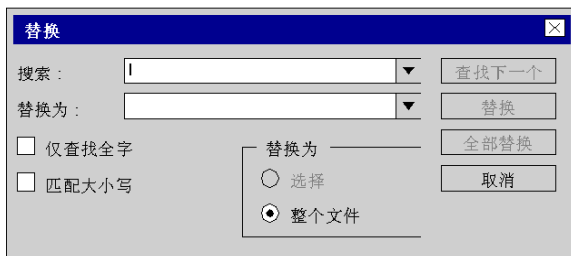 替换
搜索：
查找下一个
替换为：
替换
仅查找全字
替换为
全部替换
匹配大小写
选择
取消
整个文件